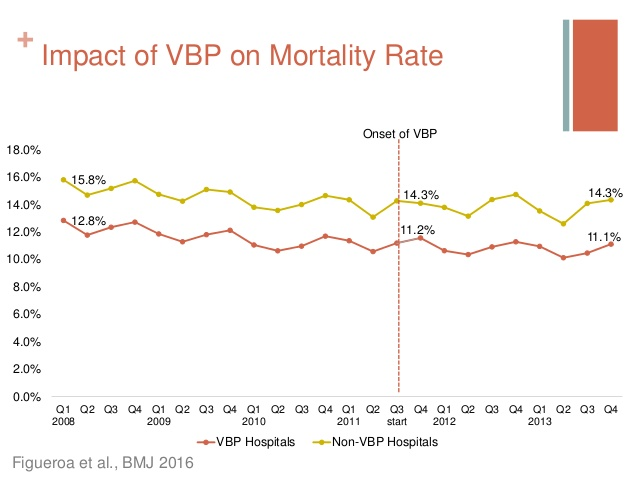 +
Impact of VBP on Mortality Rate
Onset of VBP
18.0%
16.0%
14.0%
12.0%
10.0%
8.0%
6.0%
4.0%
2.0%
0.0%
15.8%
14.3%
14.3%
12.8%
11.2%
11.1%
Q1 Q2 Q3 Q4 Q1 Q2 Q3 Q4 Q1 Q2 Q3 Q4 Q1 Q2 Q3 Q4 Q1 Q2 Q3 Q4 Q1 Q2 Q3 Q4
2008 2009 2010 2011 start 2012 2013
VBP Hospitals Non-VBP Hospitals
Figueroa et al., BMJ 2016